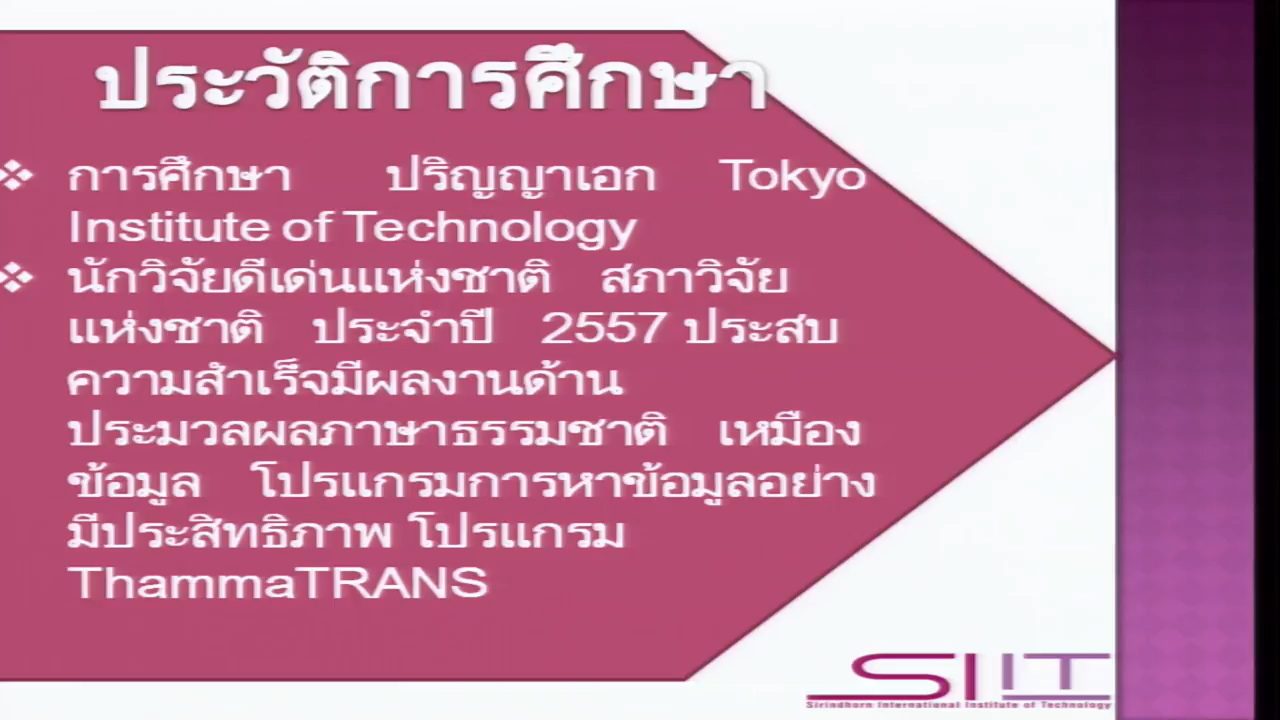 ประวัติการศึกษา
❖ การศึกษา ปริญญาเอก Tokyo
Institute of Technology
❖ นักวิจัยดีเด่นแห่งชาติ สภาวิจัย
แห่งชาติ ประจำปี 2557 ประสบ
ความสำเร็จมีผลงานด้าน
ประมวลผลภาษาธรรมชาติ เหมือง
ข้อมูล โปรแกรมการหาข้อมูลอย่าง
มีประสิทธิภาพ โปรแกรม
ThammaTRANS
SIIT
Sirindhorn International Institute of Technology